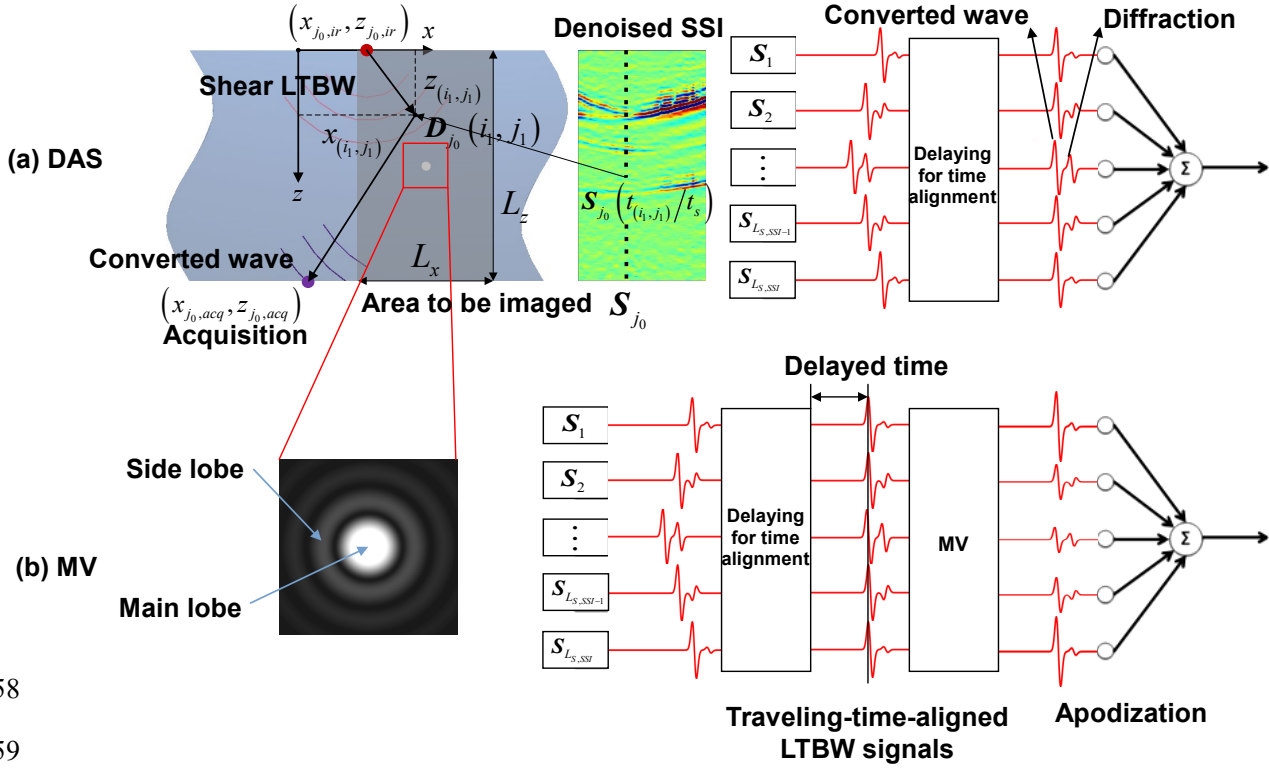 (x_{j_0,ir}, z_{j_0,ir})
x
Shear LTBW
z_{(i_1,j_1)}
x_{(i_1,j_1)}
D_{j_0}(i_1, j_1)
(a) DAS
z
L_z
Converted wave
L_x
(x_{j_0,acq}, z_{j_0,acq})
Area to be imaged
Acquisition
Denoised SSI
S_{j_0}(t_{(i_1,j_1)}/t_s)
S_{j_0}
Converted wave
Diffraction
S_1
S_2
⋮
S_{L_{S,SSI-1}}
S_{L_{S,SSI}}
Delaying
for time
alignment
Σ
Side lobe
(b) MV
Main lobe
Delayed time
S_1
S_2
⋮
S_{L_{S,SSI-1}}
S_{L_{S,SSI}}
Delaying
for time
alignment
MV
Σ
Traveling-time-aligned
LTBW signals
Apodization
58
59